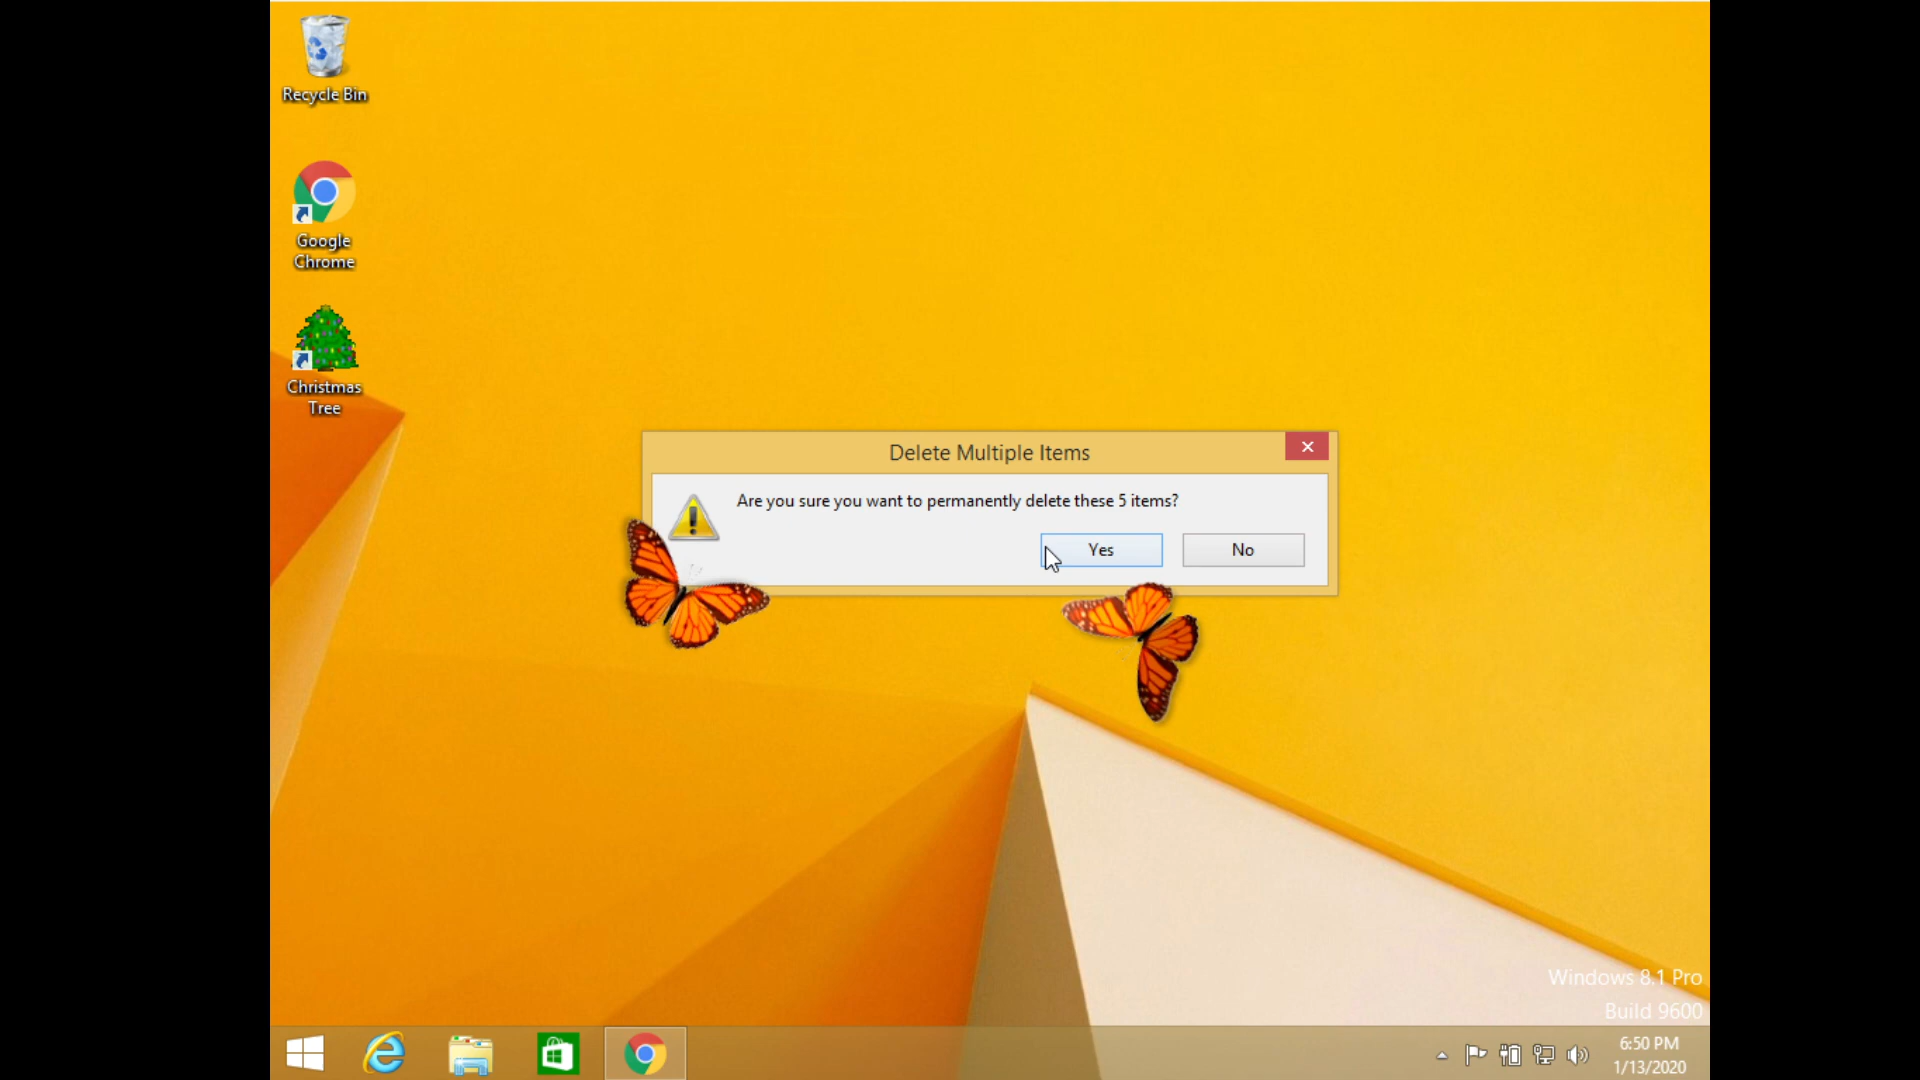 Recycle Bin
Google
Chrome
Christmas
Tree
Delete Multiple Items
Are you sure you want to permanently delete these 5 items?
Yes
No
Windows 8.1 Pro
Build 9600
6:50 PM
1/13/2020